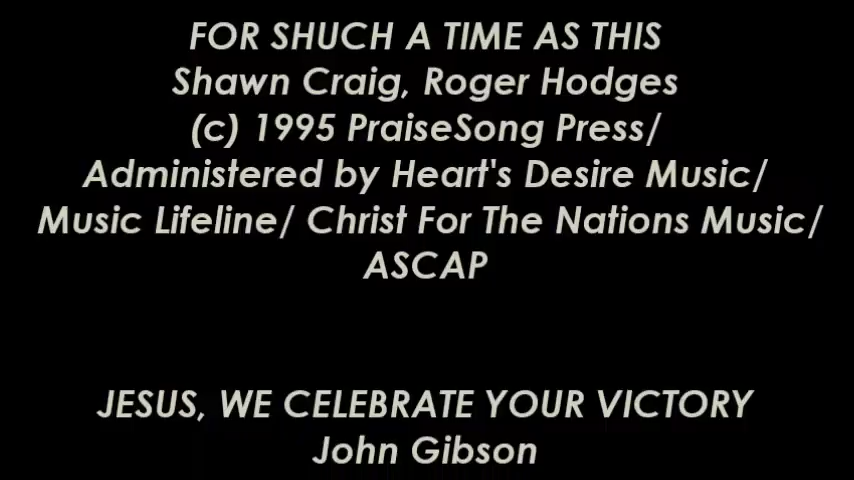 FOR SHUCH A TIME AS THIS
Shawn Craig, Roger Hodges
(c) 1995 PraiseSong Press/
Administered by Heart's Desire Music/
Music Lifeline/ Christ For The Nations Music/
ASCAP
JESUS, WE CELEBRATE YOUR VICTORY
John Gibson